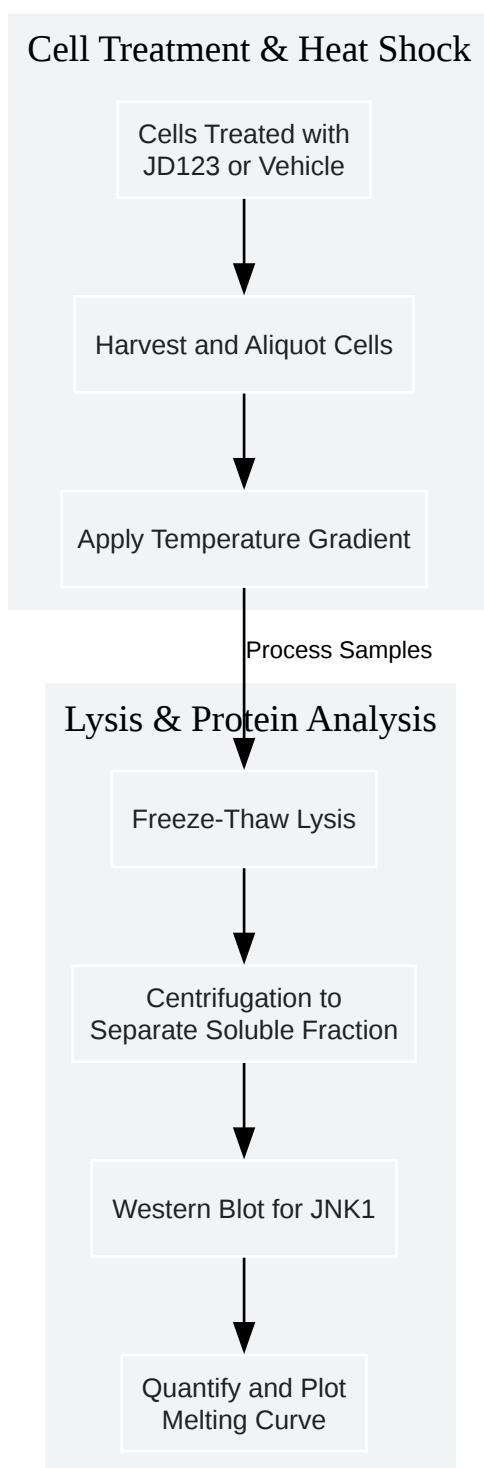 Cell Treatment & Heat Shock
Cells Treated with
JD123 or Vehicle
Harvest and Aliquot Cells
Apply Temperature Gradient
Process Samples
Lysis & Protein Analysis
Freeze-Thaw Lysis
Centrifugation to
Separate Soluble Fraction
Western Blot for JNK1
Quantify and Plot
Melting Curve